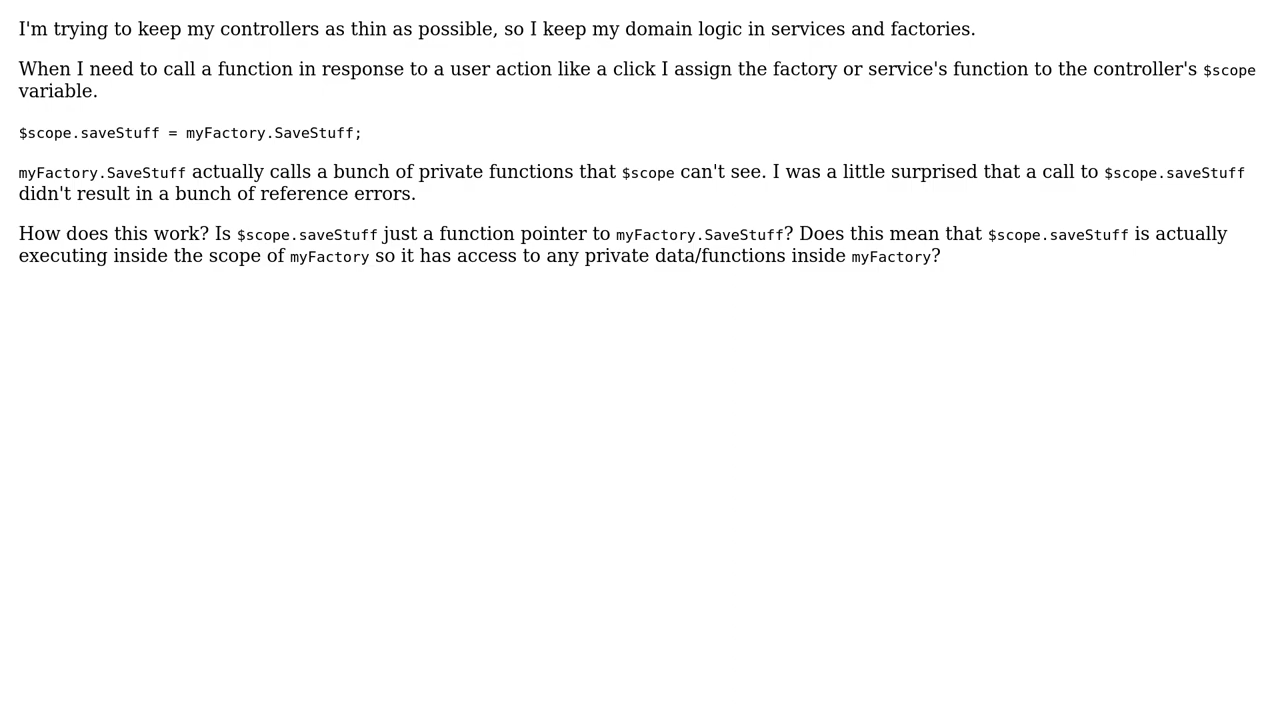 I'm trying to keep my controllers as thin as possible, so I keep my domain logic in services and factories.
When I need to call a function in response to a user action like a click I assign the factory or service's function to the controller's $scope
variable.
$scope.saveStuff = myFactory.SaveStuff;
myFactory.SaveStuff actually calls a bunch of private functions that $scope can't see. I was a little surprised that a call to $scope.saveStuff
didn't result in a bunch of reference errors.
How does this work? Is $scope.saveStuff just a function pointer to myFactory.SaveStuff? Does this mean that $scope.saveStuff is actually
executing inside the scope of myFactory so it has access to any private data/functions inside myFactory?